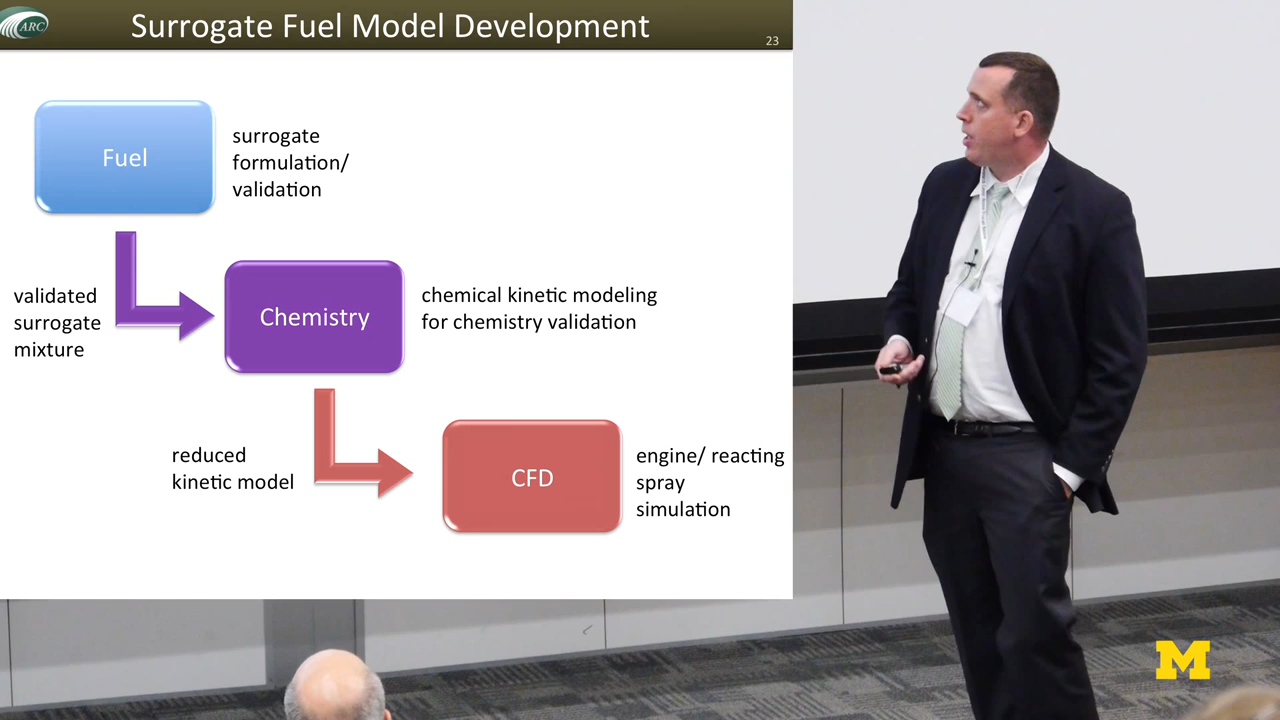 ARC
Surrogate Fuel Model Development
23
Fuel
surrogate
formulation/
validation
validated
surrogate
mixture
Chemistry
chemical kinetic modeling
for chemistry validation
reduced
kinetic model
CFD
engine/ reacting
spray
simulation
M